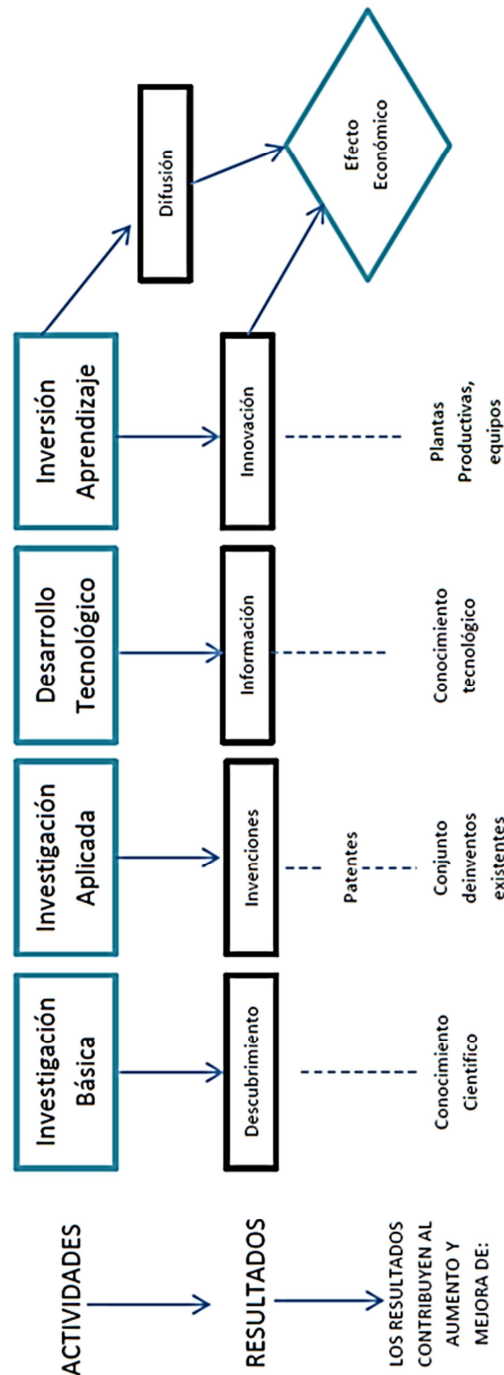 ACTIVIDADES
Investigación
Básica
Investigación
Aplicada
Desarrollo
Tecnológico
Inversión
Aprendizaje
Difusión
RESULTADOS
Descubrimiento
Invenciones
Información
Innovación
Efecto
Económico
Patentes
LOS RESULTADOS
CONTRIBUYEN AL
AUMENTO Y
MEJORA DE:
Conocimiento
Científico
Conjunto
deinventos
existentes
Conocimiento
tecnológico
Plantas
Productivas,
equipos